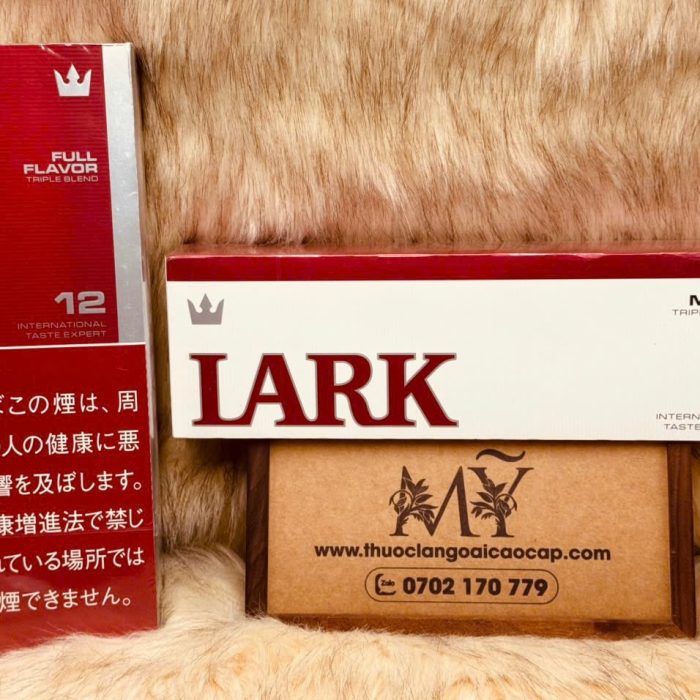 FULL
FLAVOR
TRIPLE BLEND
12
INTERNATIONAL
TASTE EXPERT
この煙は、周
人の健康に悪
響を及ぼします。
康増進法で禁じ
れている場所では
煙できません。
LARK
MỸ
www.thuoclangoaicaocap.com
Zalo 0702 170 779